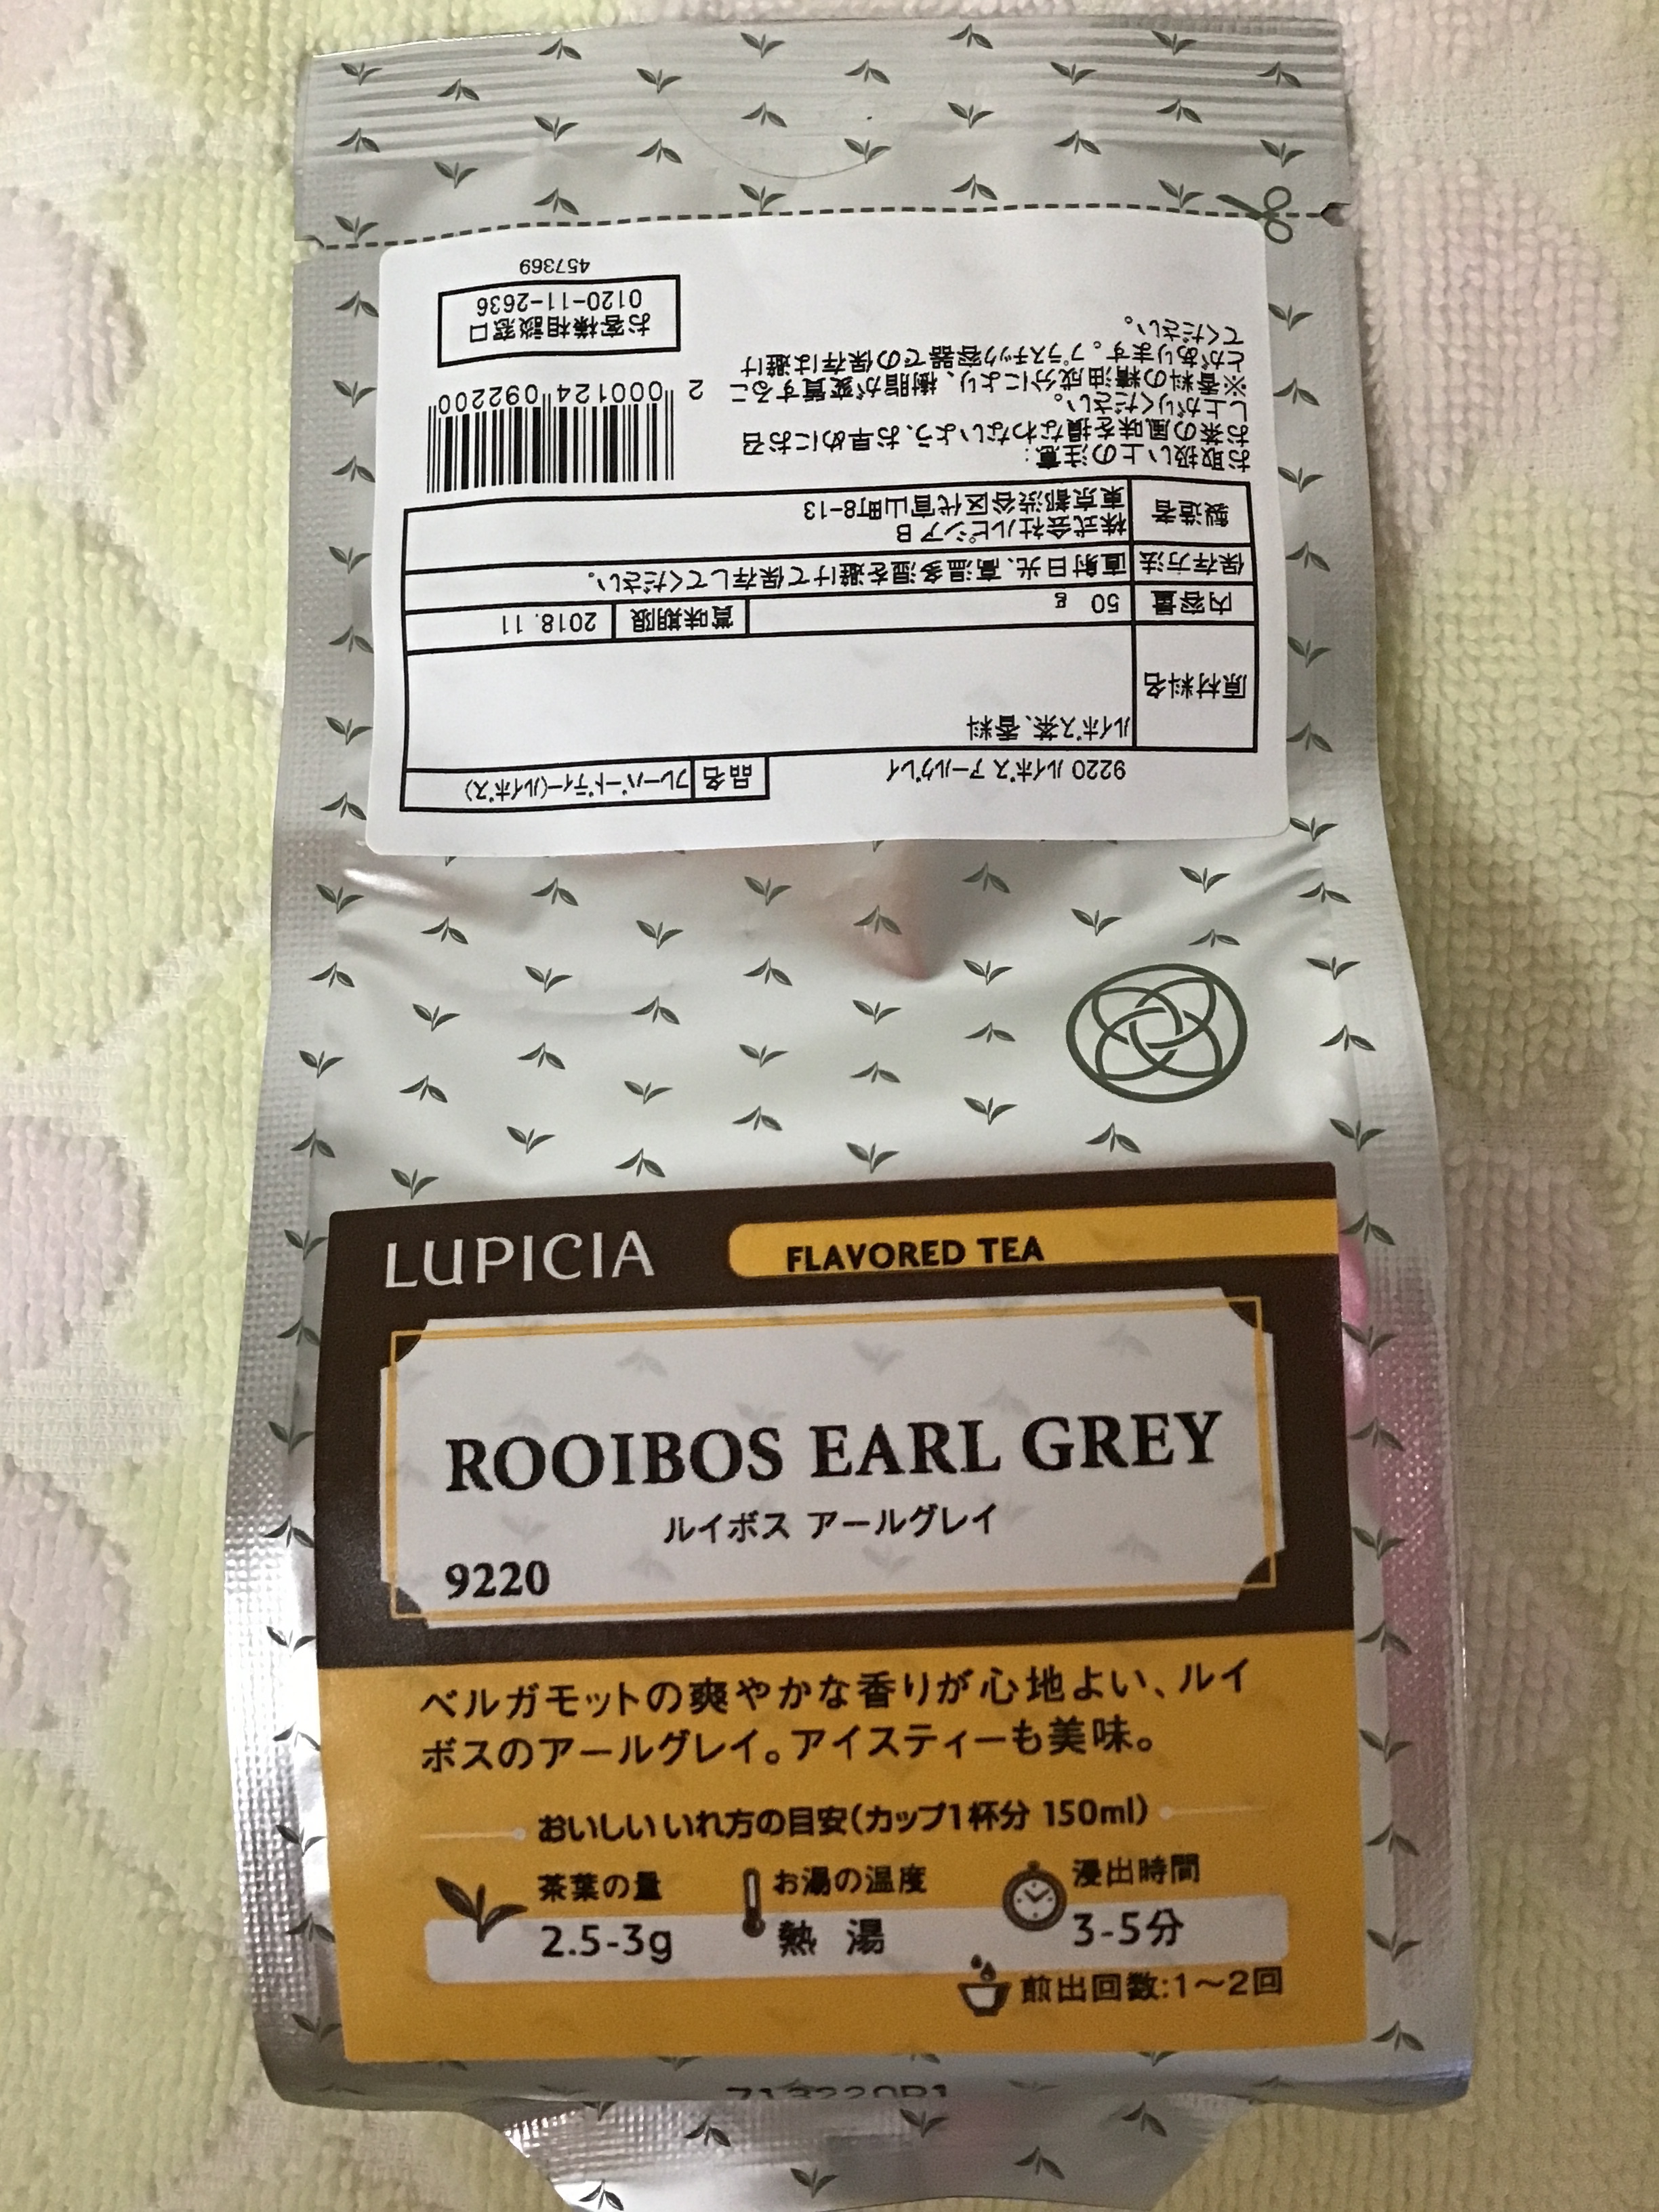 457369
お客様相談窓口
0120-11-2636
2 000124 092200
お取扱い上の注意:
お茶の風味を損なわないよう、お早めにお召
し上がりください。
※香料の精油成分により、樹脂が変質するこ
とがあります。プラスチック容器での保存は避け
てください。
9220 ルイボス アールグレイ
品名 フレーバードティー(ルイボス)
原材料名 ルイボス茶、香料
内容量 50 g 賞味期限 2018.11
保存方法 直射日光、高温多湿を避けて保存してください。
製造者 株式会社ルピシア B
東京都渋谷区代官山町8-13
LUPICIA FLAVORED TEA
ROOIBOS EARL GREY
ルイボス アールグレイ
9220
ベルガモットの爽やかな香りが心地よい、ルイ
ボスのアールグレイ。アイスティーも美味。
おいしいいれ方の目安(カップ1杯分 150ml)
茶葉の量 お湯の温度 浸出時間
2.5-3g 熱 湯 3-5分
煎出回数:1〜2回